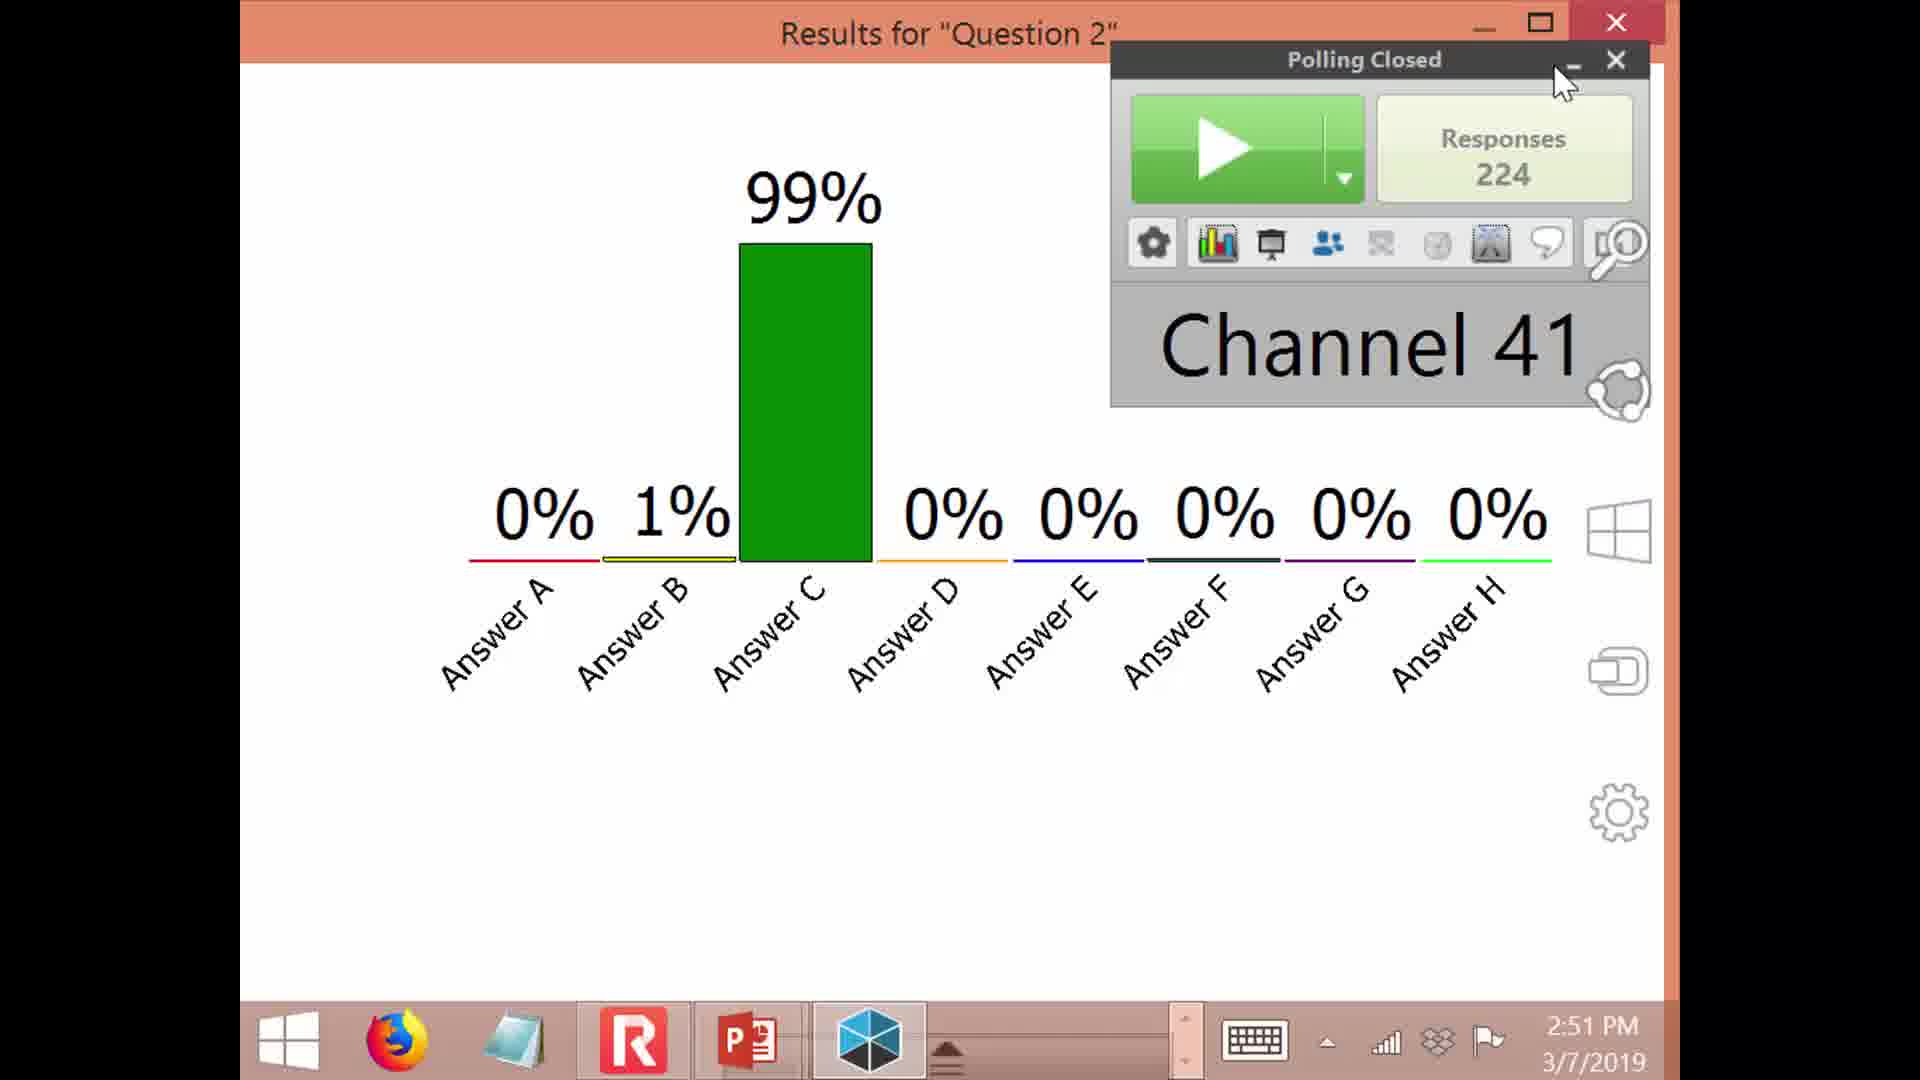 Results for "Question 2"
Polling Closed
Responses
224
Channel 41
99%
0%
1%
0%
0%
0%
0%
0%
Answer A
Answer B
Answer C
Answer D
Answer E
Answer F
Answer G
Answer H
R
P
2:51 PM
3/7/2019